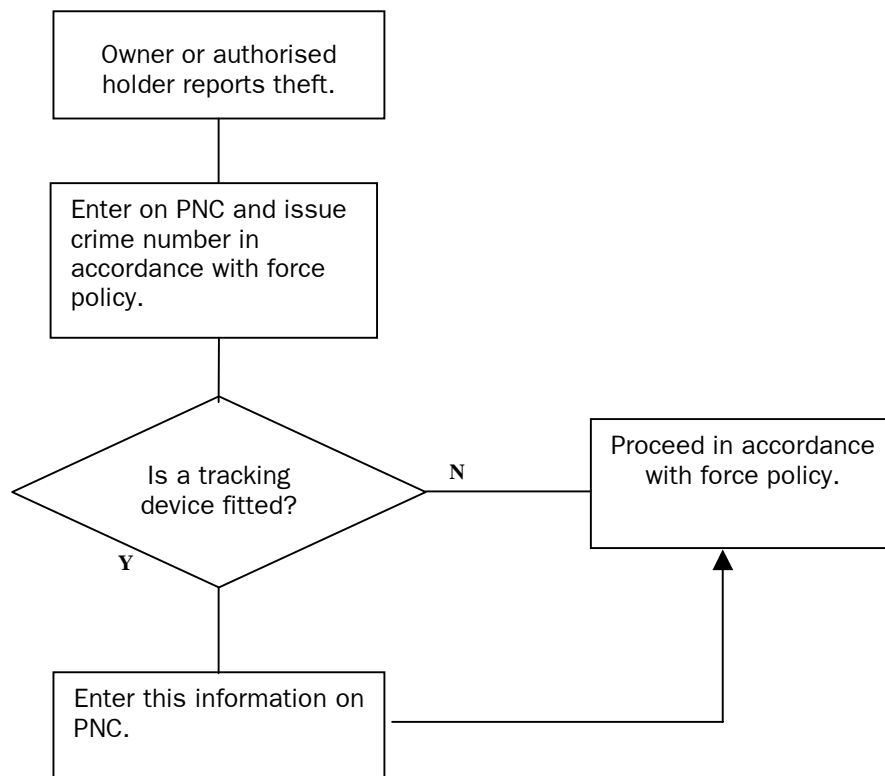 Owner or authorised
holder reports theft.
Enter on PNC and issue
crime number in
accordance with force
policy.
Is a tracking
device fitted?
N
Proceed in accordance
with force policy.
Y
Enter this information on
PNC.